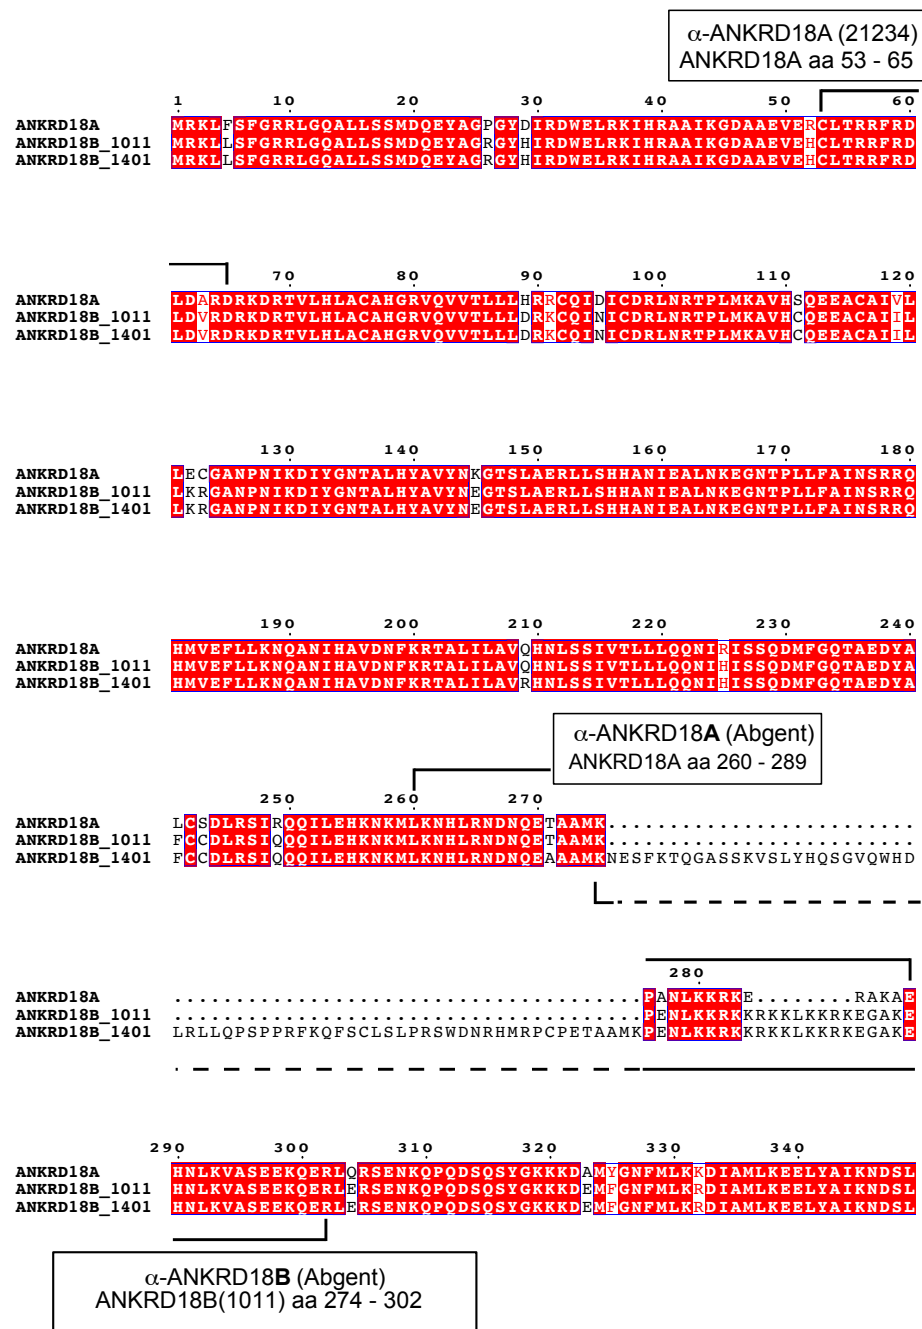 α-ANKRD18A (21234)
ANKRD18A aa 53 - 65
1 10 20 30 40 50 60
ANKRD18A MRKLFSFGRRLGQALLSSMDQEYAGPGYDIRDWELRKIHRAAIKGDAAEVERCLTRRFRD
ANKRD18B_1011 MRKLLSFGRRLGQALLSSMDQEYAGRGYHIRDWELRKIHRAAIKGDAAEVEHCLTRRFRD
ANKRD18B_1401 MRKLLSFGRRLGQALLSSMDQEYAGRGYHIRDWELRKIHRAAIKGDAAEVEHCLTRRFRD
70 80 90 100 110 120
ANKRD18A LDARDRKDRTVLHLACAHGRVQVVTLLLHRRCQIDICDRLNRTPLMKAVHSQEEACAIVL
ANKRD18B_1011 LDVRDRKDRTVLHLACAHGRVQVVTLLLDRKCQINICDRLNRTPLMKAVHCQEEACAIIL
ANKRD18B_1401 LDVRDRKDRTVLHLACAHGRVQVVTLLLDRKCQINICDRLNRTPLMKAVHCQEEACAIIL
130 140 150 160 170 180
ANKRD18A LECGANPNIKDIYGNTALHYAVYNKGTSLAERLLSHHANIEALNKEGNTPLLFAINSRRQ
ANKRD18B_1011 LKRGANPNIKDIYGNTALHYAVYNEGTSLAERLLSHHANIEALNKEGNTPLLFAINSRRQ
ANKRD18B_1401 LKRGANPNIKDIYGNTALHYAVYNEGTSLAERLLSHHANIEALNKEGNTPLLFAINSRRQ
190 200 210 220 230 240
ANKRD18A HMVEFLLKNQANIHAVDNFKRTALILAVQHNLSSIVTLLLQQNIRISSQDMFGQTAEDYA
ANKRD18B_1011 HMVEFLLKNQANIHAVDNFKRTALILAVQHNLSSIVTLLLQQNIHISSQDMFGQTAEDYA
ANKRD18B_1401 HMVEFLLKNQANIHAVDNFKRTALILAVRHNLSSIVTLLLQQNIHISSQDMFGQTAEDYA
α-ANKRD18A (Abgent)
ANKRD18A aa 260 - 289
250 260 270
ANKRD18A LCSDLRSIRQQILEHKNKMLKNHLRNDNQETAAMK.........................
ANKRD18B_1011 FCCDLRSIQQQILEHKNKMLKNHLRNDNQETAAMK.........................
ANKRD18B_1401 FCCDLRSIQQQILEHKNKMLKNHLRNDNQEAAAMKNESFKTQGASSKVSLYHQSGVQWHD
280
ANKRD18A ......................................PANLKKRKE.........RAKAE
ANKRD18B_1011 ......................................PENLKKRKKRKKLKKRKEGAKE
ANKRD18B_1401 LRLLQPSPPRFKQFSCLSLPRSWDNRHMRPCPETAAMKPENLKKRKKRKKLKKRKEGAKE
290 300 310 320 330 340
ANKRD18A HNLKVASEEKQERLQRSENKQPQDSQSYGKKKDAMYGNFMLKKDIAMLKEELYAIKNDSL
ANKRD18B_1011 HNLKVASEEKQERLERSENKQPQDSQSYGKKKDEMFGNFMLKRDIAMLKEELYAIKNDSL
ANKRD18B_1401 HNLKVASEEKQERLERSENKQPQDSQSYGKKKDEMFGNFMLKRDIAMLKEELYAIKNDSL
α-ANKRD18B (Abgent)
ANKRD18B(1011) aa 274 - 302